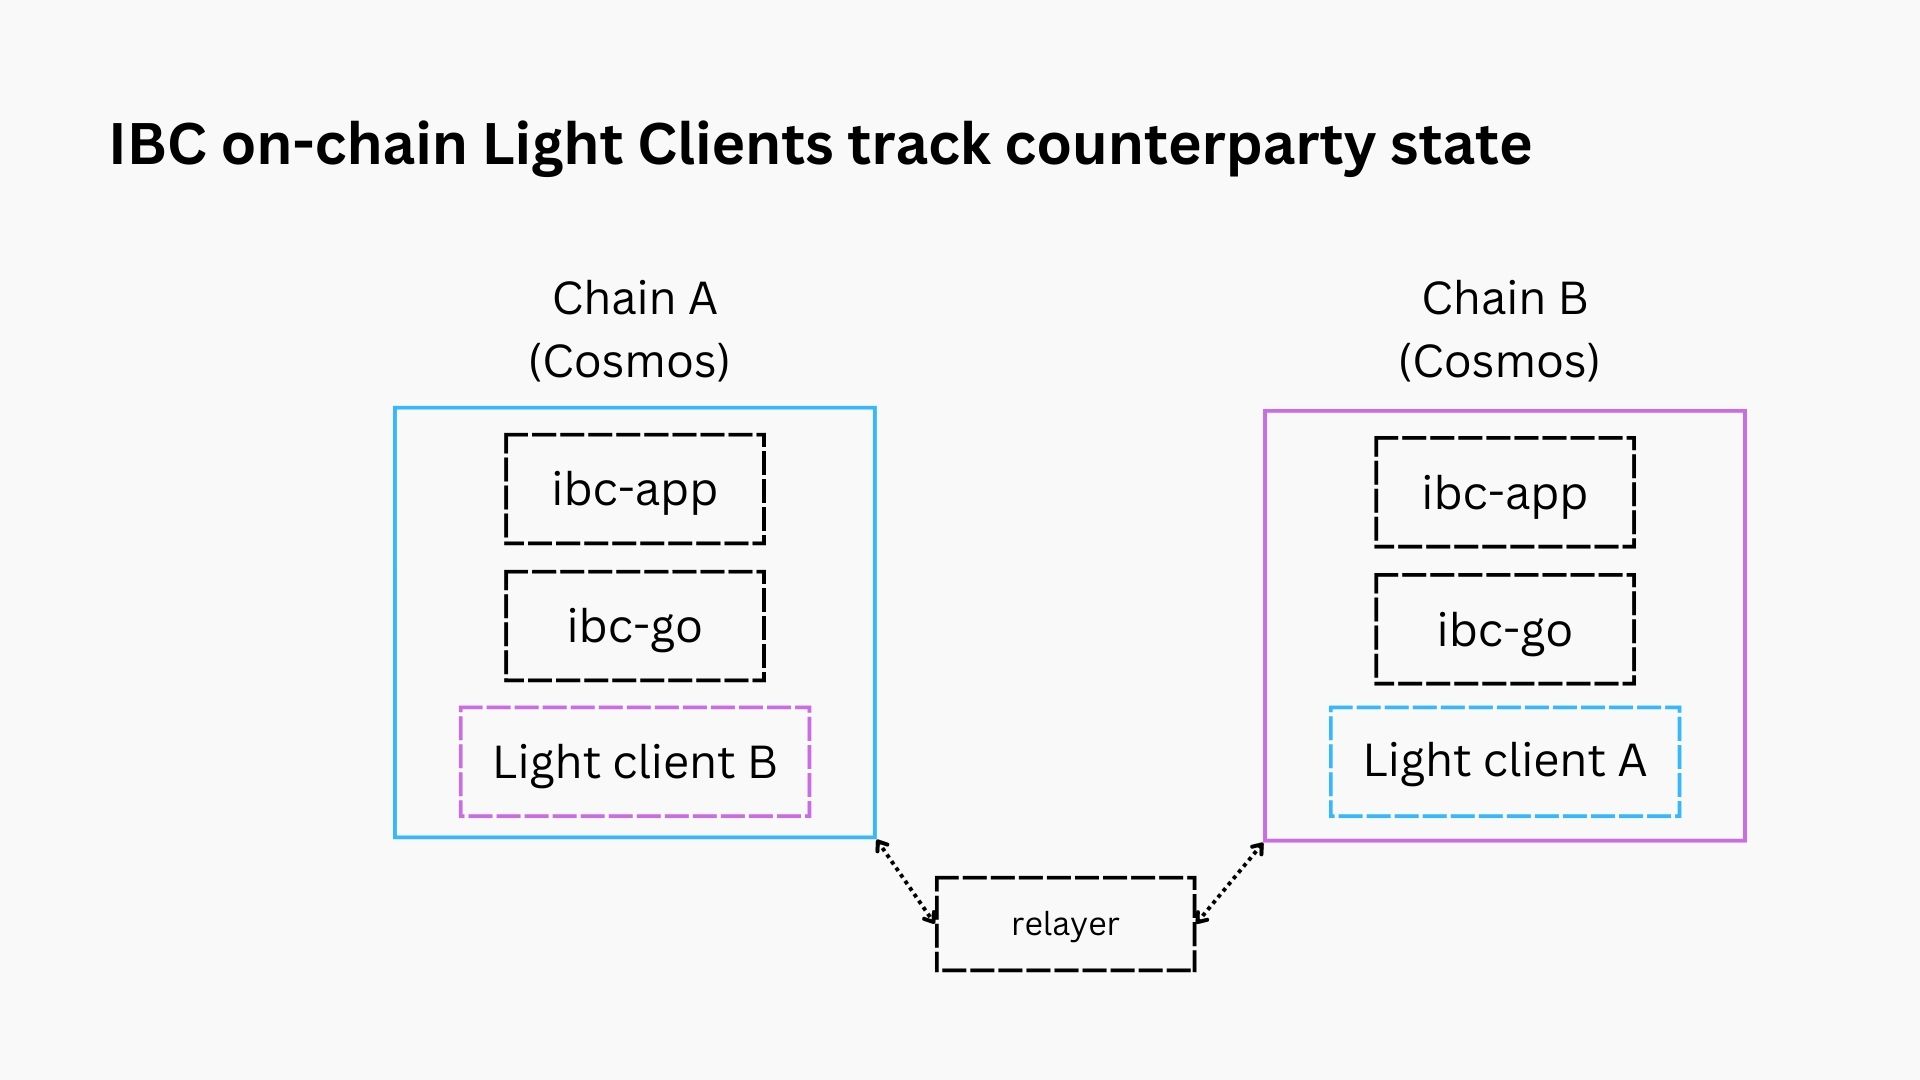 IBC on-chain Light Clients track counterparty state
Chain A
(Cosmos)
ibc-app
ibc-go
Light client B
Chain B
(Cosmos)
ibc-app
ibc-go
Light client A
relayer